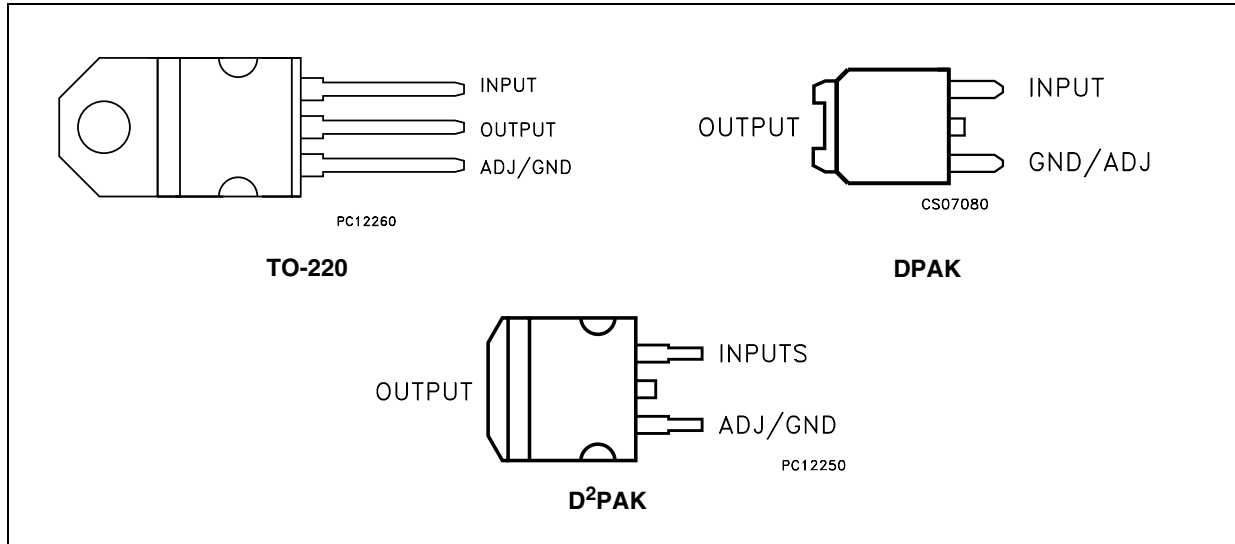 INPUT
OUTPUT
ADJ/GND
PC12260
TO-220
OUTPUT
INPUT
GND/ADJ
CS07080
DPAK
OUTPUT
INPUTS
ADJ/GND
PC12250
D²PAK